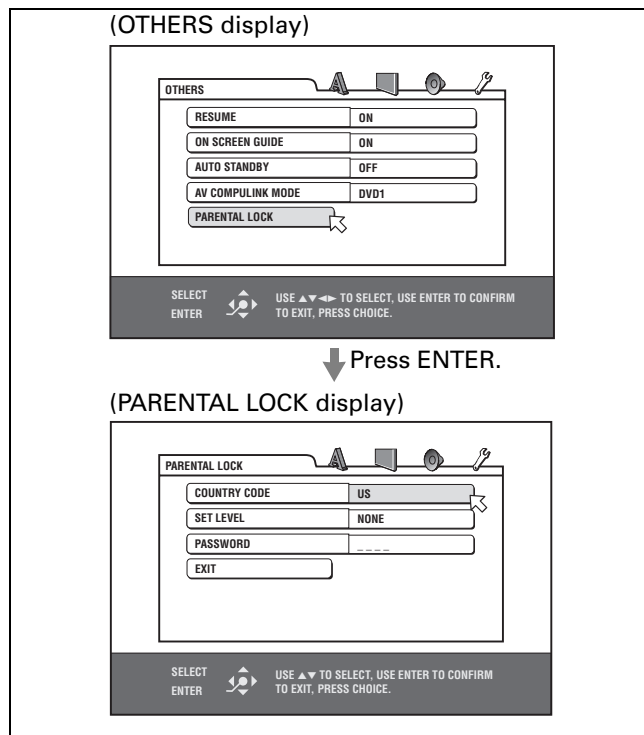 (OTHERS display)
OTHERS
RESUME ON
ON SCREEN GUIDE ON
AUTO STANDBY OFF
AV COMPULINK MODE DVD1
PARENTAL LOCK
SELECT USE ▲▼◄► TO SELECT, USE ENTER TO CONFIRM
ENTER TO EXIT, PRESS CHOICE.
Press ENTER.
(PARENTAL LOCK display)
PARENTAL LOCK
COUNTRY CODE US
SET LEVEL NONE
PASSWORD _ _ _ _
EXIT
SELECT USE ▲▼ TO SELECT, USE ENTER TO CONFIRM
ENTER TO EXIT, PRESS CHOICE.